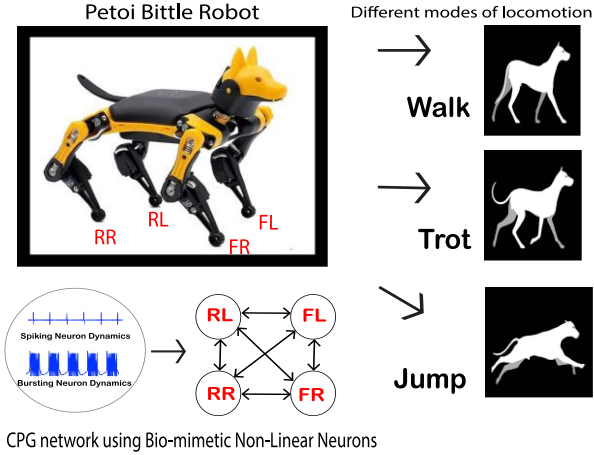 Petoi Bittle Robot
Different modes of locomotion
Walk
RR
RL
FR
FL
Trot
Spiking Neuron Dynamics
Bursting Neuron Dynamics
RL
FL
RR
FR
Jump
CPG network using Bio-mimetic Non-Linear Neurons